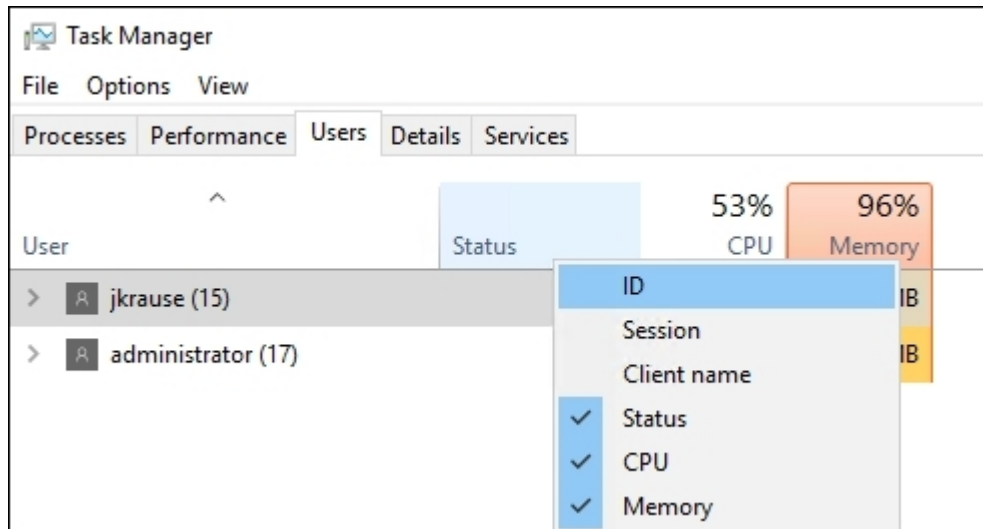 Task Manager
File Options View
Processes Performance Users Details Services
53% 96%
User Status CPU Memory
ID
jkrause (15) IB
Session
Client name
administrator (17) IB
Status
CPU
Memory